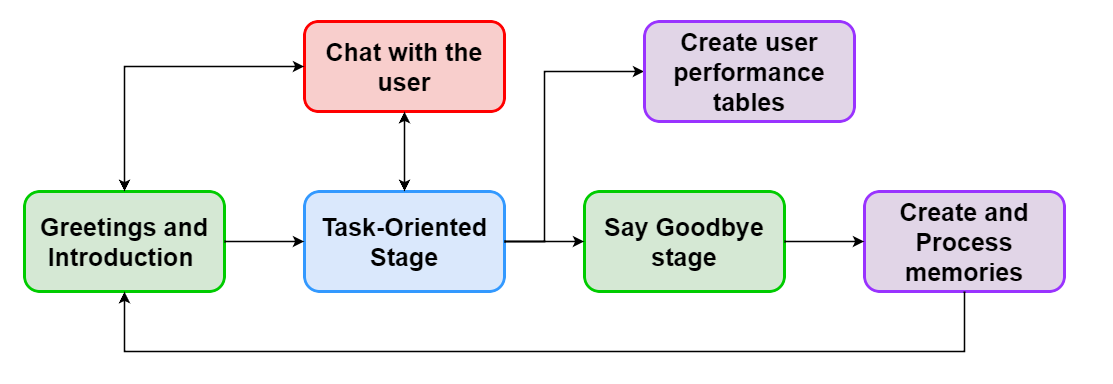 Chat with the
user
Create user
performance
tables
Greetings and
Introduction
Task-Oriented
Stage
Say Goodbye
stage
Create and
Process
memories